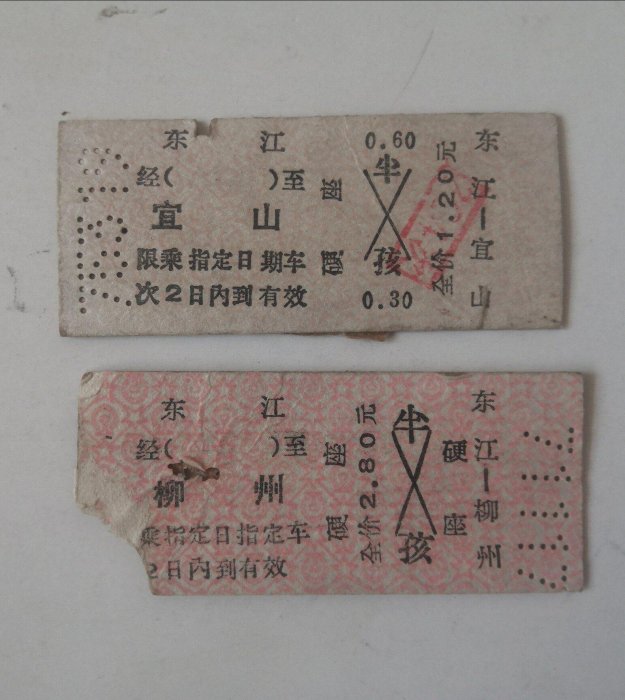 东 江
经( )至
宜 山
限乘指定日期车
次2日内到有效
硬 座
0.60
半
孩
0.30
全价1.20元
东江—宜山
东 江
经( )至
柳 州
乘指定日指定车
2日内到有效
硬 座
全价2.80元
半
孩
硬座
东江—柳州